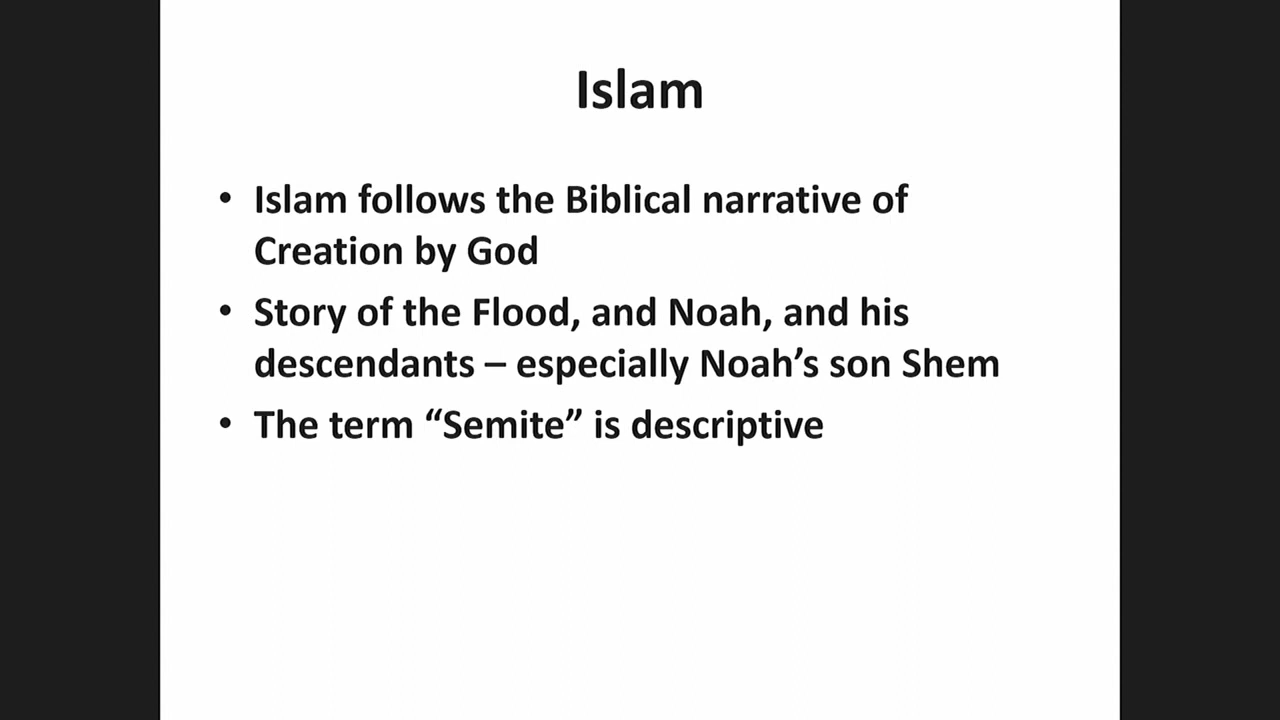 Islam
• Islam follows the Biblical narrative of
Creation by God
• Story of the Flood, and Noah, and his
descendants – especially Noah’s son Shem
• The term “Semite” is descriptive